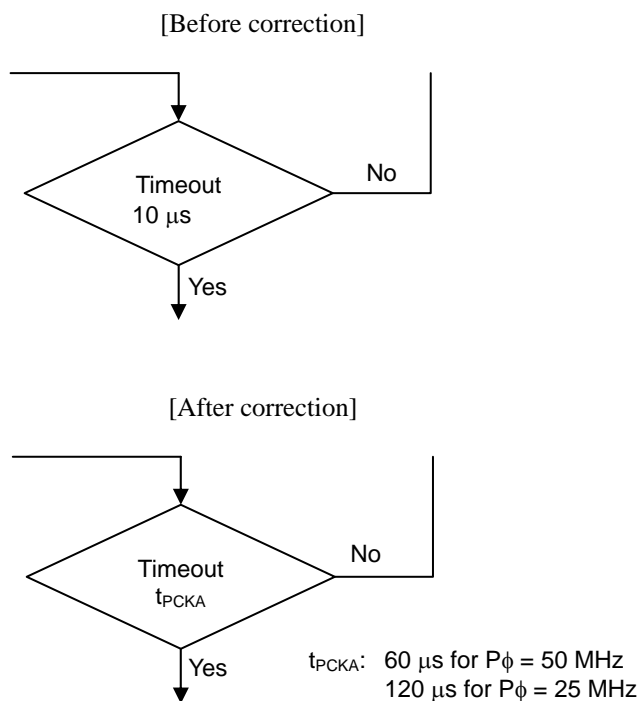 [Before correction]
Timeout
10 μs
No
Yes
[After correction]
Timeout
tPCKA
No
Yes
tPCKA: 60 μs for Pϕ = 50 MHz
120 μs for Pϕ = 25 MHz